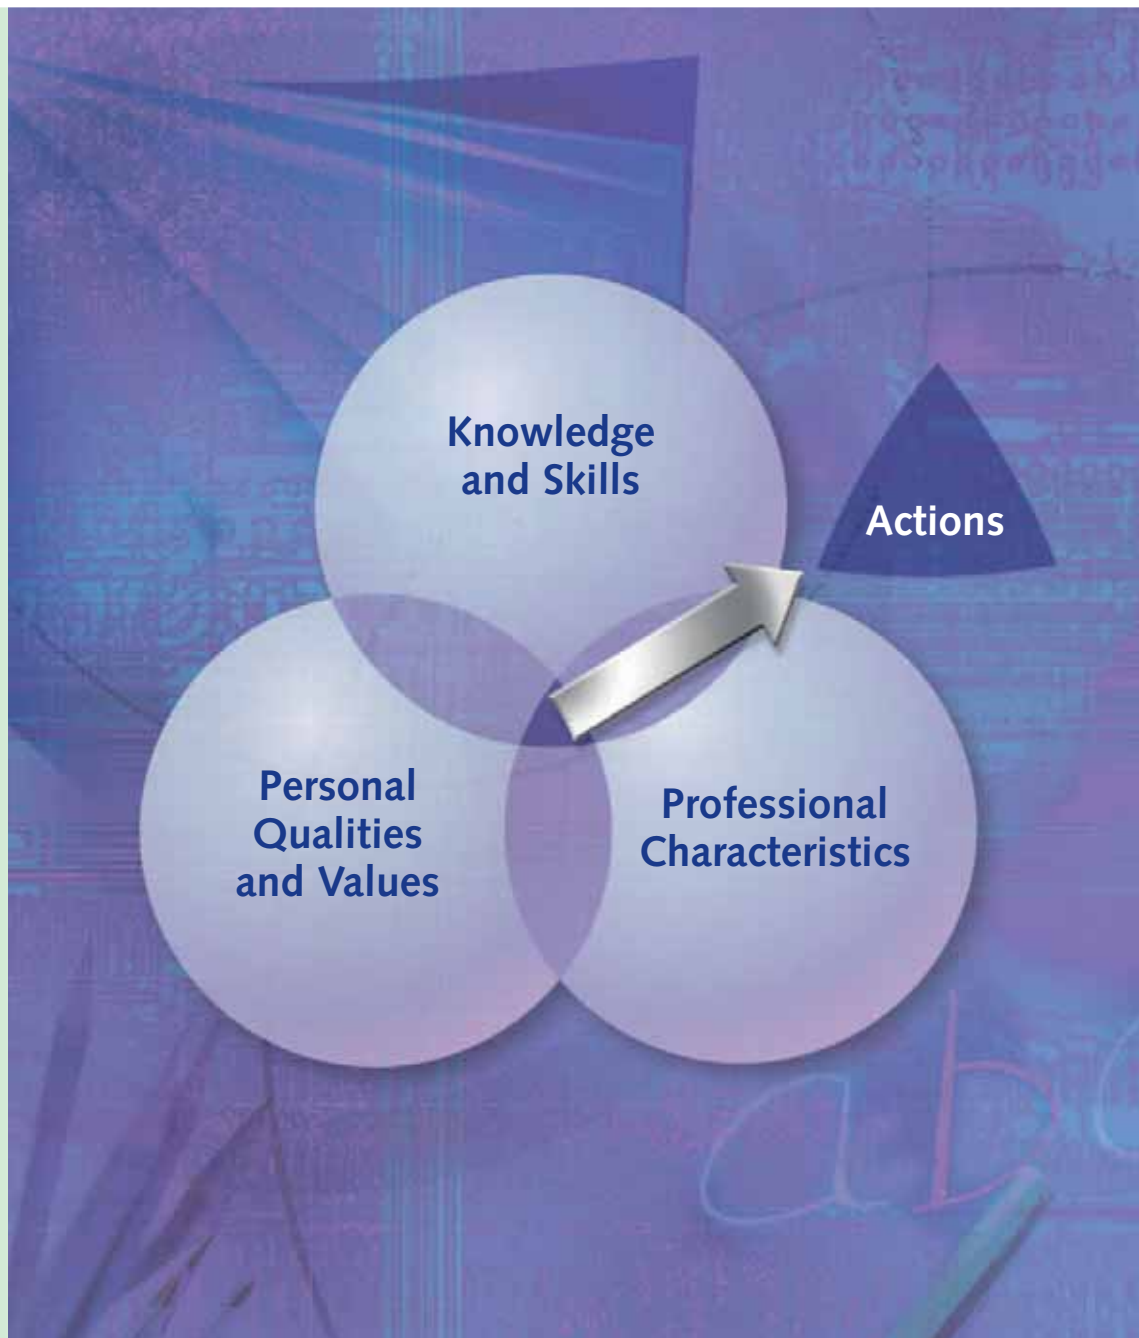 Knowledge
and Skills
Actions
Personal
Qualities
and Values
Professional
Characteristics
a b